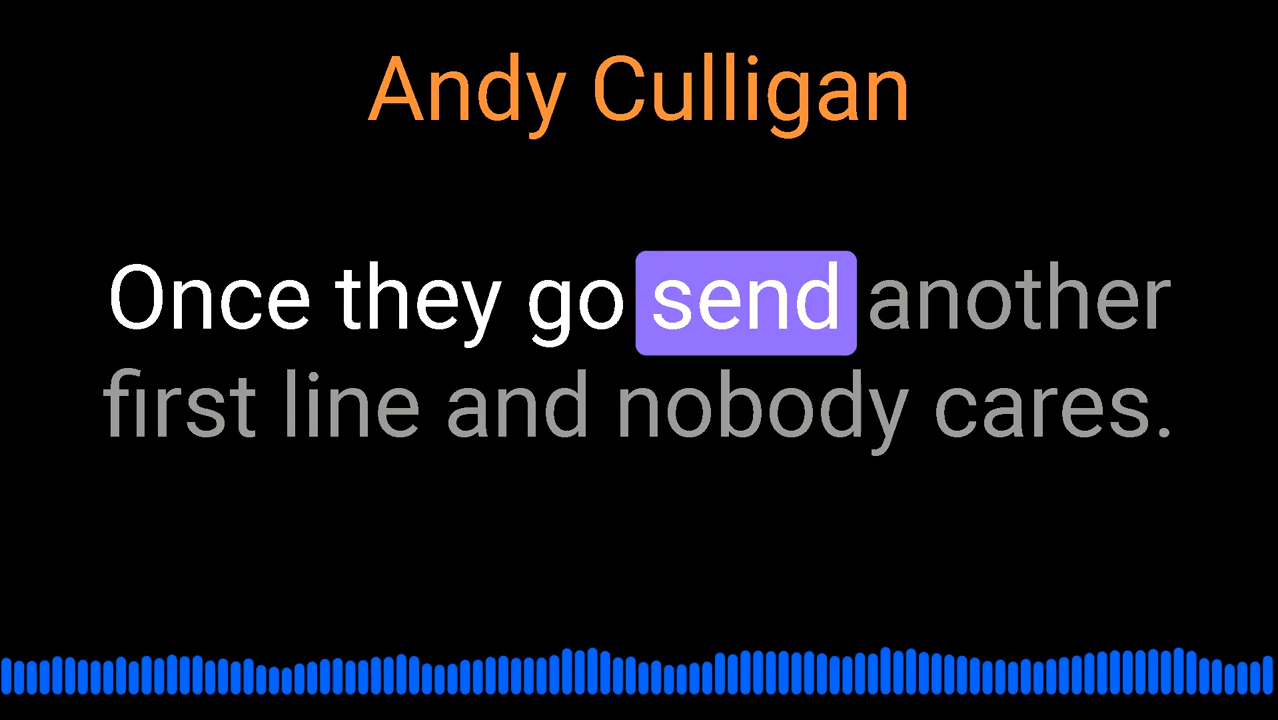 Andy Culligan
Once they go send another
first line and nobody cares.